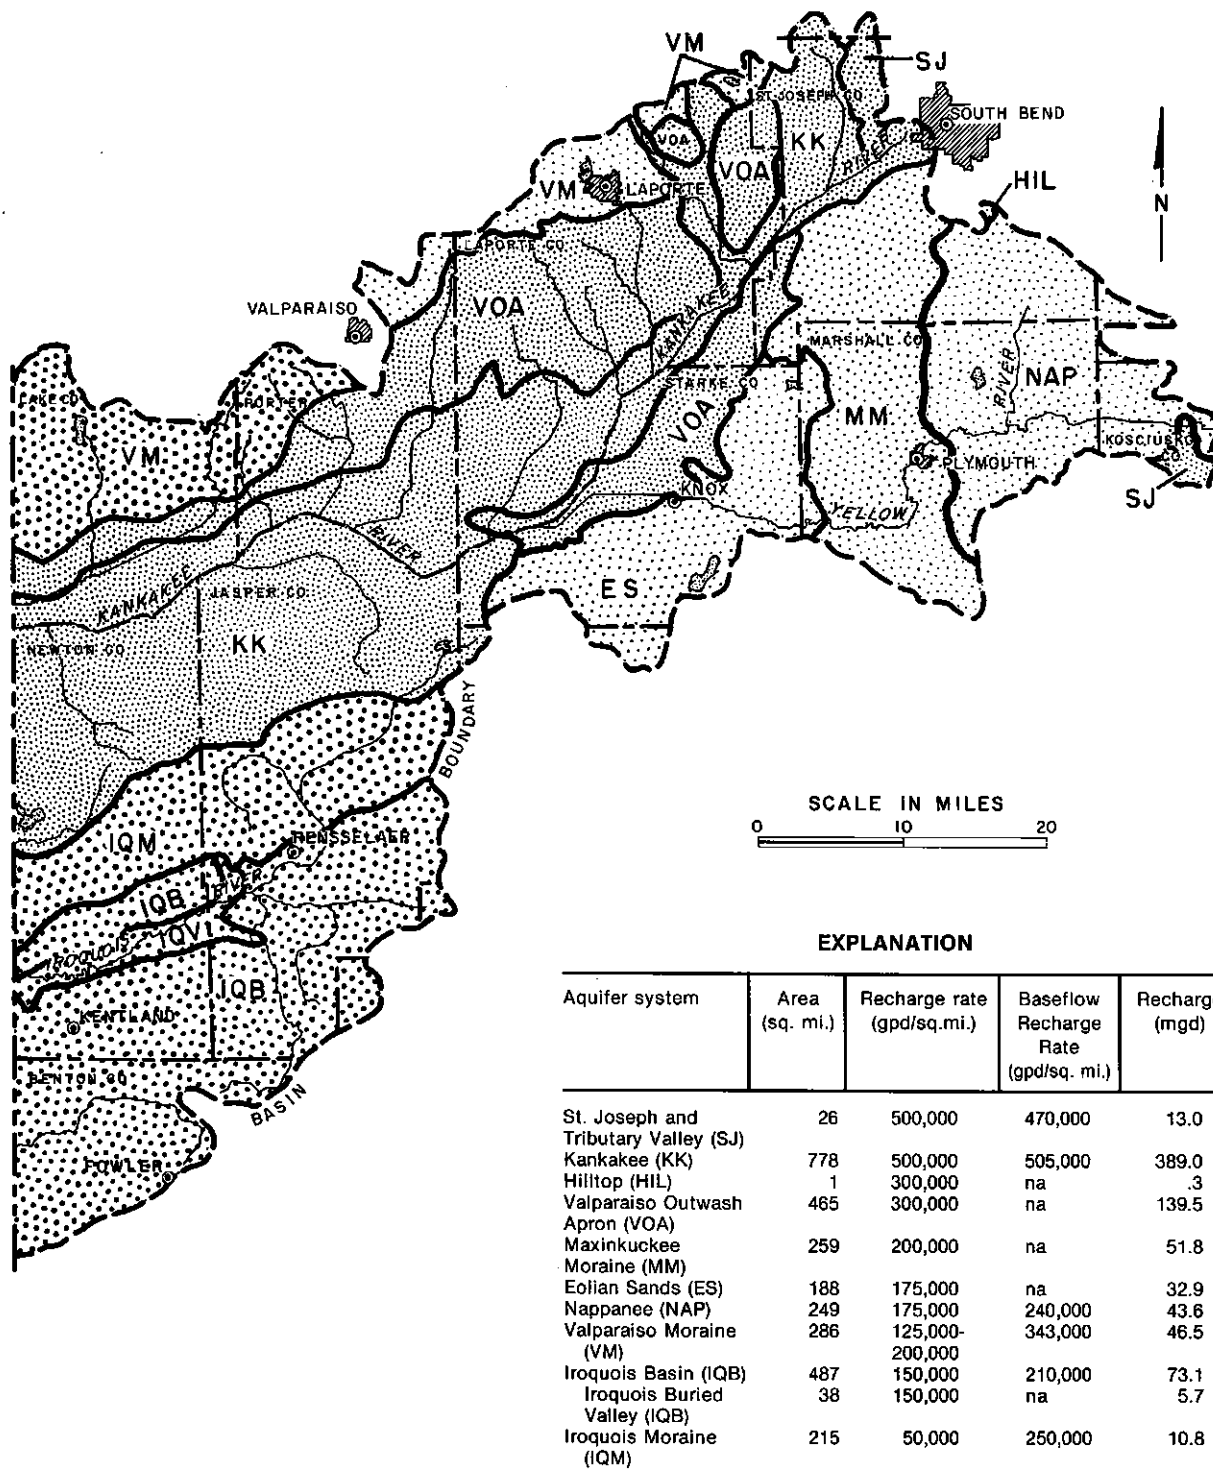 VM
SJ
ST. JOSEPH CO.
SOUTH BEND
KK
VOA
VOA
RIVER
HIL
VM
LAPORTE
N
LAPORTE CO.
VALPARAISO
VOA
KANKAKEE
MARSHALL CO.
STARKE CO
RIVER
NAP
LAKE CO.
PORTER
VOA
MM
VM
KOSCIUSKO
CO.
PLYMOUTH
KNOX
SJ
YELLOW
RIVER
KANKAKEE
JASPER CO.
ES
NEWTON CO.
KK
BOUNDARY
SCALE IN MILES
0 10 20
IQM
RENSSELAER
IQB
RIVER
IROQUOIS
IQV
IQB
KENTLAND
BENTON CO.
BASIN
FOWLER
EXPLANATION
Aquifer system Area Recharge rate Baseflow Recharg
(sq. mi.) (gpd/sq.mi.) Recharge (mgd)
Rate
(gpd/sq. mi.)
St. Joseph and 26 500,000 470,000 13.0
Tributary Valley (SJ)
Kankakee (KK) 778 500,000 505,000 389.0
Hilltop (HIL) 1 300,000 na .3
Valparaiso Outwash 465 300,000 na 139.5
Apron (VOA)
Maxinkuckee 259 200,000 na 51.8
Moraine (MM)
Eolian Sands (ES) 188 175,000 na 32.9
Nappanee (NAP) 249 175,000 240,000 43.6
Valparaiso Moraine 286 125,000- 343,000 46.5
(VM) 200,000
Iroquois Basin (IQB) 487 150,000 210,000 73.1
Iroquois Buried 38 150,000 na 5.7
Valley (IQB)
Iroquois Moraine 215 50,000 250,000 10.8
(IQM)